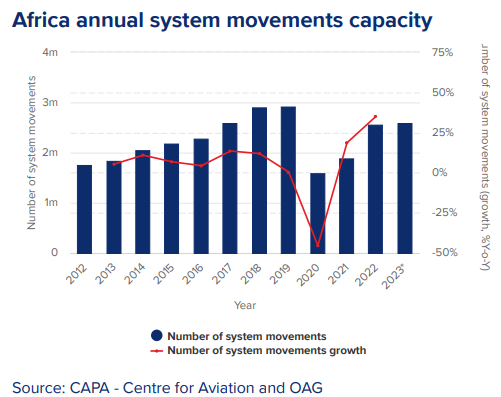 Africa annual system movements capacity
4m
3m
2m
1m
0
Number of system movements
75%
50%
25%
0%
-25%
-50%
umber of system movements (growth, %Y-o-Y)
2012
2013
2014
2015
2016
2017
2018
2019
2020
2021
2022
2023*
Year
Number of system movements
Number of system movements growth
Source: CAPA - Centre for Aviation and OAG